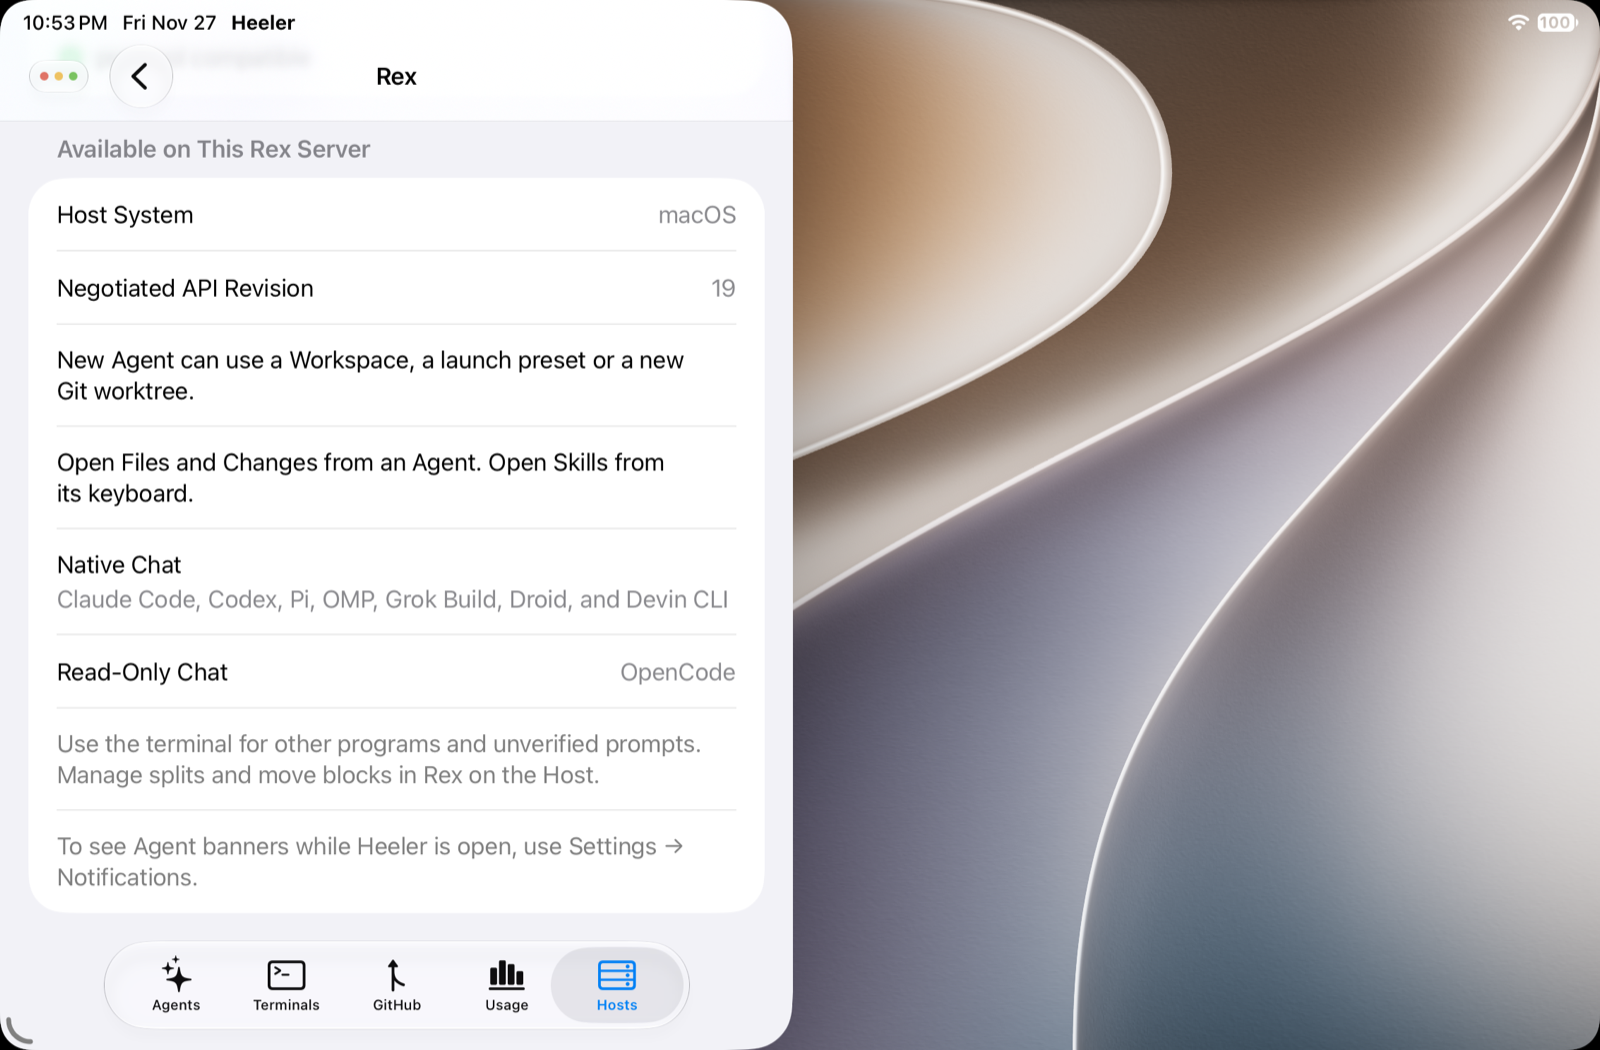 10:53 PM Fri Nov 27 Heeler
100
Rex
Available on This Rex Server
Host System macOS
Negotiated API Revision 19
New Agent can use a Workspace, a launch preset or a new
Git worktree.
Open Files and Changes from an Agent. Open Skills from
its keyboard.
Native Chat
Claude Code, Codex, Pi, OMP, Grok Build, Droid, and Devin CLI
Read-Only Chat OpenCode
Use the terminal for other programs and unverified prompts.
Manage splits and move blocks in Rex on the Host.
To see Agent banners while Heeler is open, use Settings →
Notifications.
Agents Terminals GitHub Usage Hosts